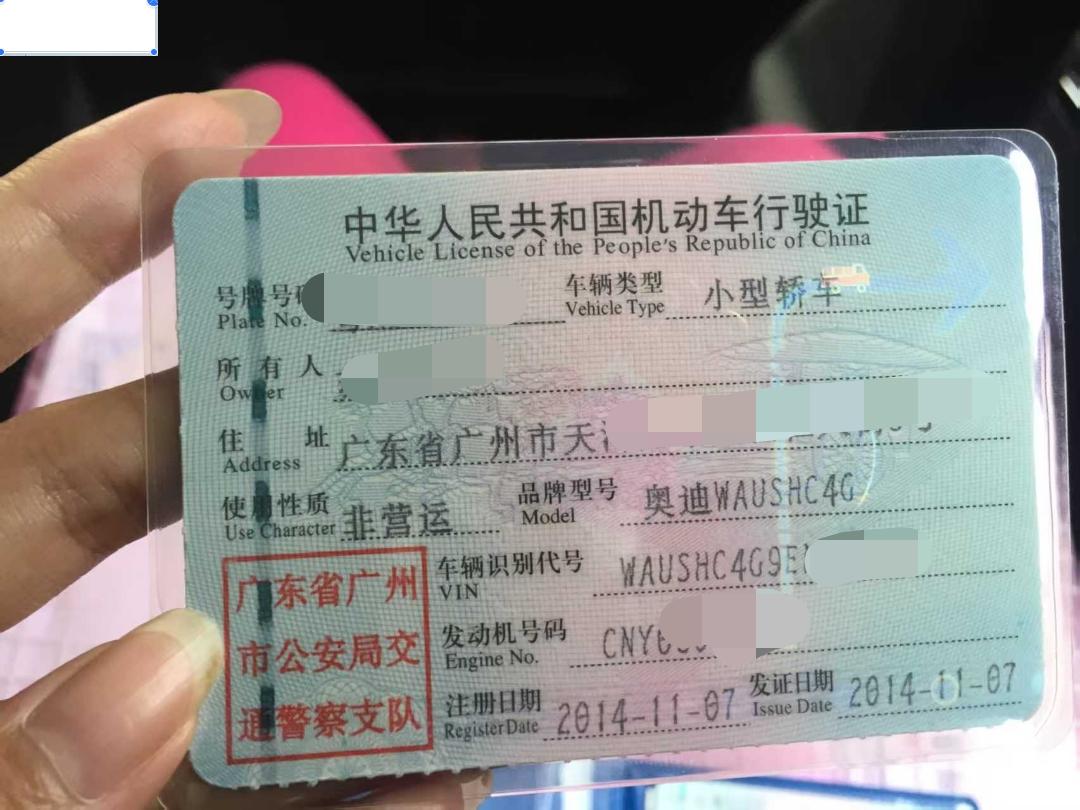 中华人民共和国机动车行驶证
Vehicle License of the People's Republic of China
号牌号码
Plate No.
车辆类型 小型轿车
Vehicle Type
所有人
Owner
住址 广东省广州市天
Address
使用性质 非营运
Use Character
品牌型号 奥迪WAUSHC4G
Model
车辆识别代号 WAUSHC4G9E
VIN
发动机号码 CNY
Engine No.
注册日期 2014-11-07
Register Date
发证日期 2014-11-07
Issue Date
广东省广州
市公安局交
通警察支队